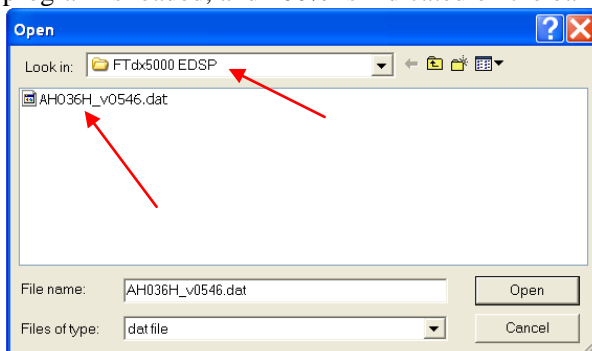 Open
Look in: FTdx5000 EDSP
AH036H_v0546.dat
File name: AH036H_v0546.dat Open
Files of type: dat file Cancel